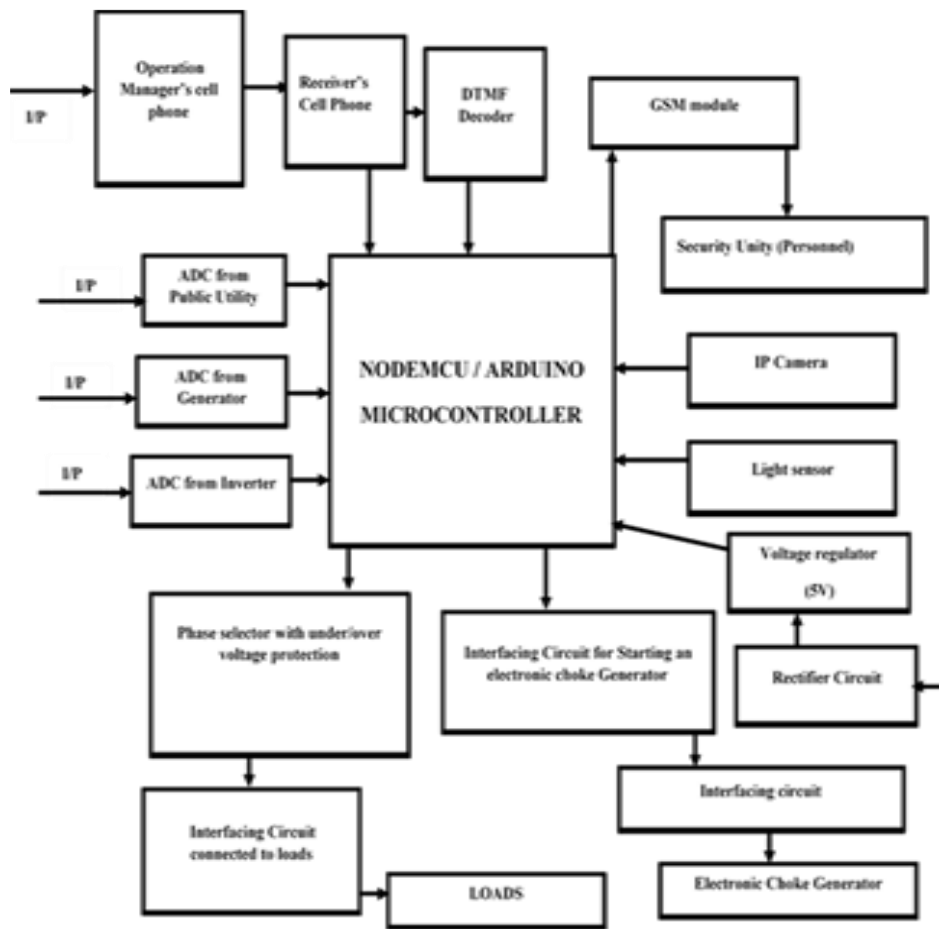 I/P
Operation
Manager's cell
phone
Receiver's
Cell Phone
DTMF
Decoder
GSM module
Security Unity (Personnel)
I/P
ADC from
Public Utility
I/P
ADC from
Generator
I/P
ADC from Inverter
NODEMCU / ARDUINO
MICROCONTROLLER
IP Camera
Light sensor
Voltage regulator
(5V)
Rectifier Circuit
Phase selector with under/over
voltage protection
Interfacing Circuit for Starting an
electronic choke Generator
Interfacing circuit
Electronic Choke Generator
Interfacing Circuit
connected to loads
LOADS